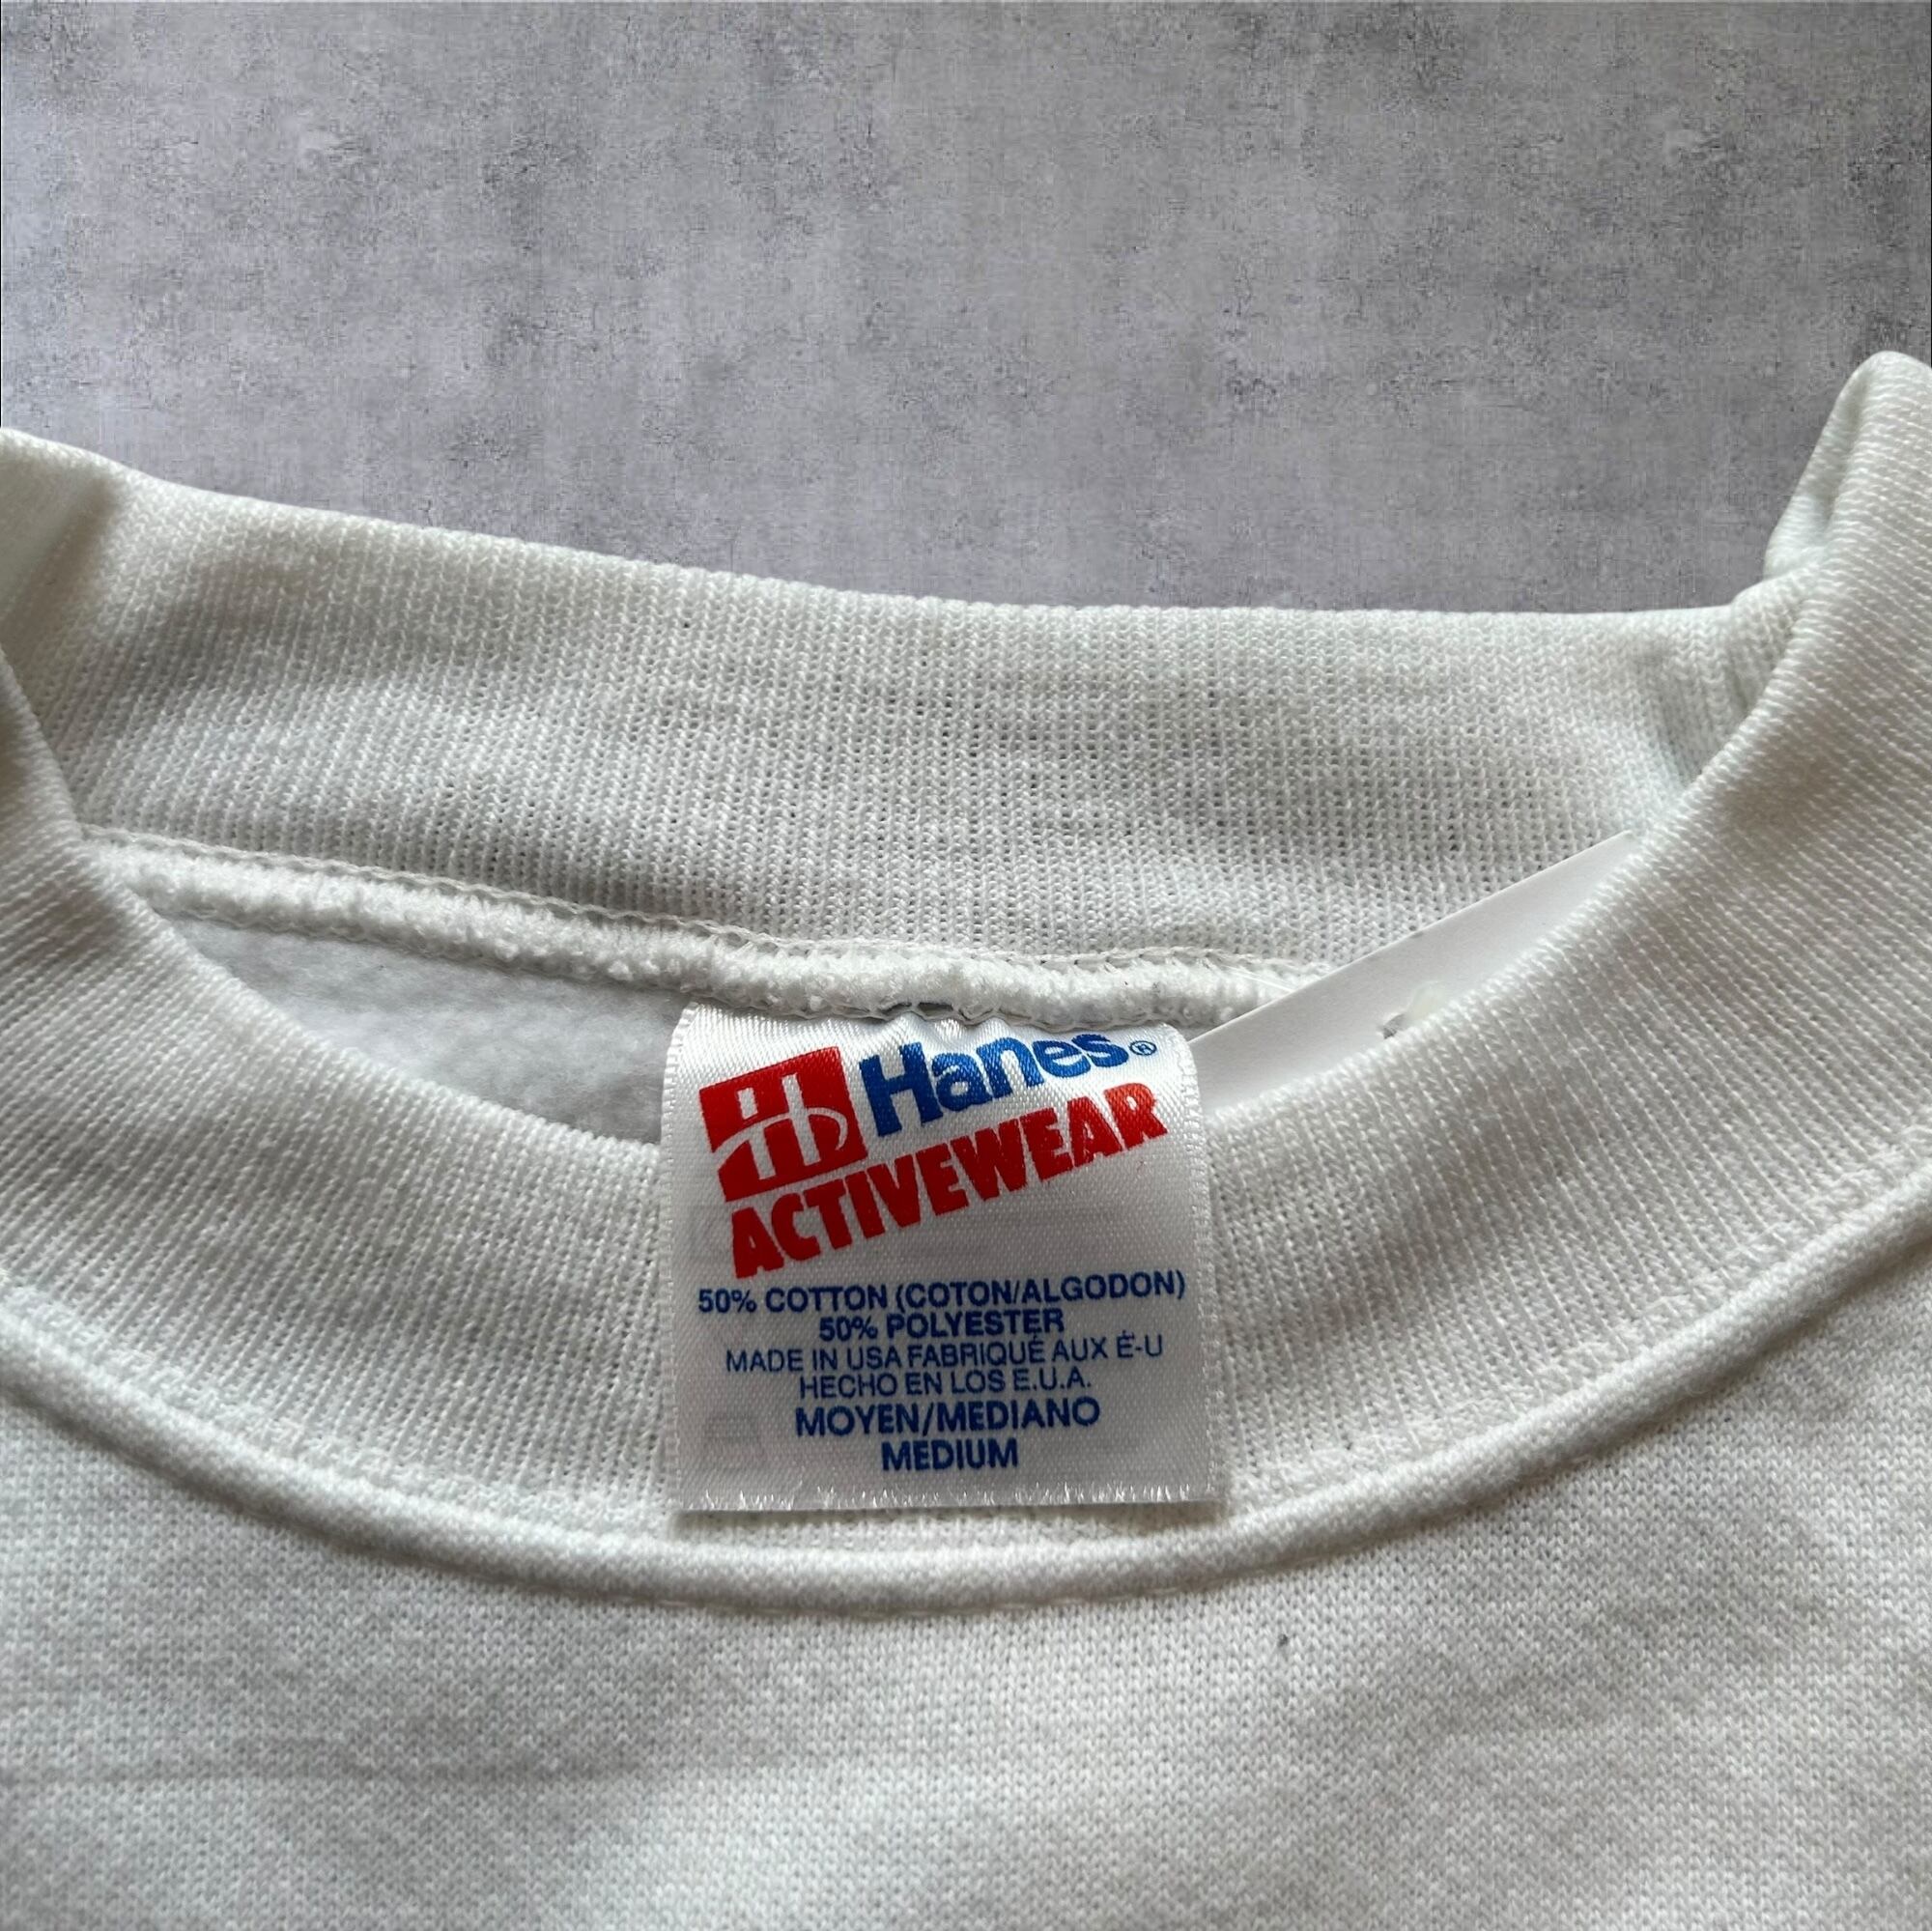 Hanes®
ACTIVEWEAR
50% COTTON (COTON/ALGODON)
50% POLYESTER
MADE IN USA FABRIQUÉ AUX É-U
HECHO EN LOS E.U.A.
MOYEN/MEDIANO
MEDIUM